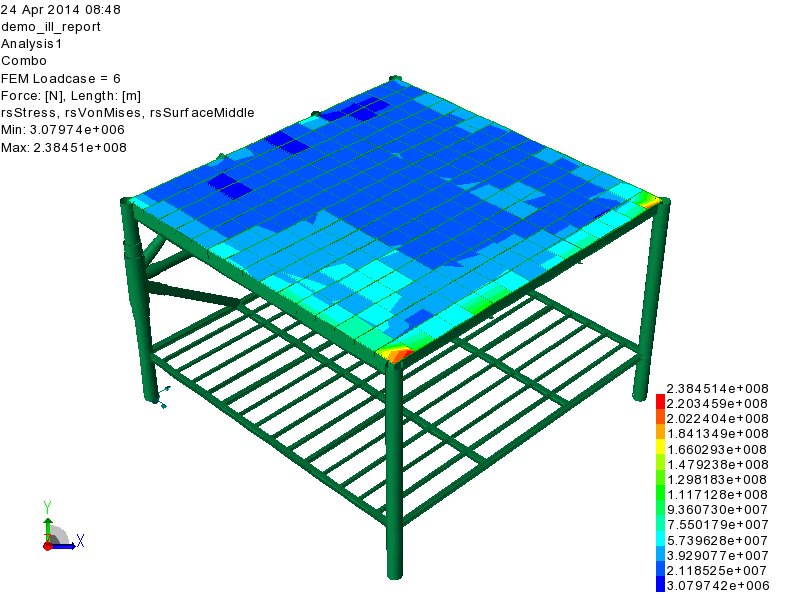 24 Apr 2014 08:48
demo_ill_report
Analysis1
Combo
FEM Loadcase = 6
Force: [N], Length: [m]
rsStress, rsVonMises, rsSurfaceMiddle
Min: 3.07974e+006
Max: 2.38451e+008
2.384514e+008
2.203459e+008
2.022404e+008
1.841349e+008
1.660293e+008
1.479238e+008
1.298183e+008
1.117128e+008
9.360730e+007
7.550179e+007
5.739628e+007
3.929077e+007
2.118525e+007
3.079742e+006
Y
X